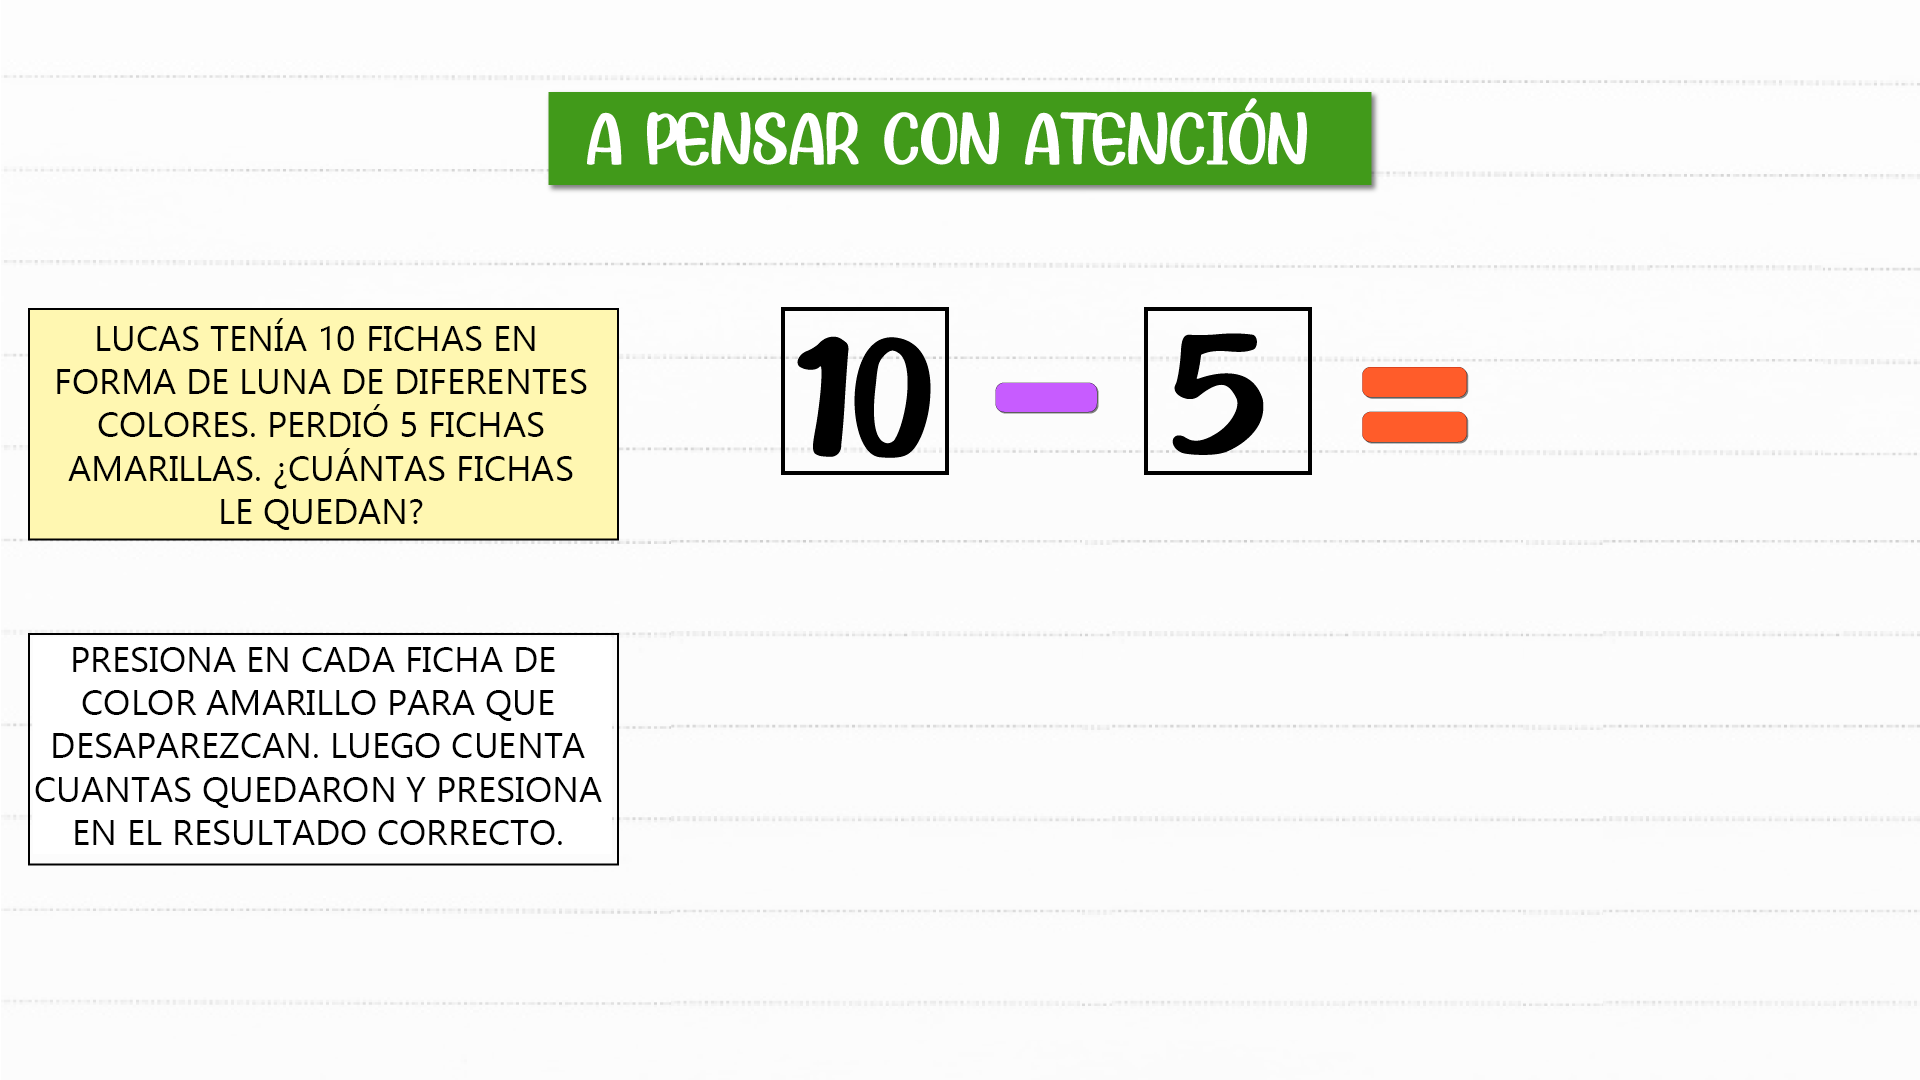 A PENSAR CON ATENCIÓN
LUCAS TENÍA 10 FICHAS EN
FORMA DE LUNA DE DIFERENTES
COLORES. PERDIÓ 5 FICHAS
AMARILLAS. ¿CUÁNTAS FICHAS
LE QUEDAN?
10 - 5 =
PRESIONA EN CADA FICHA DE
COLOR AMARILLO PARA QUE
DESAPAREZCAN. LUEGO CUENTA
CUANTAS QUEDARON Y PRESIONA
EN EL RESULTADO CORRECTO.